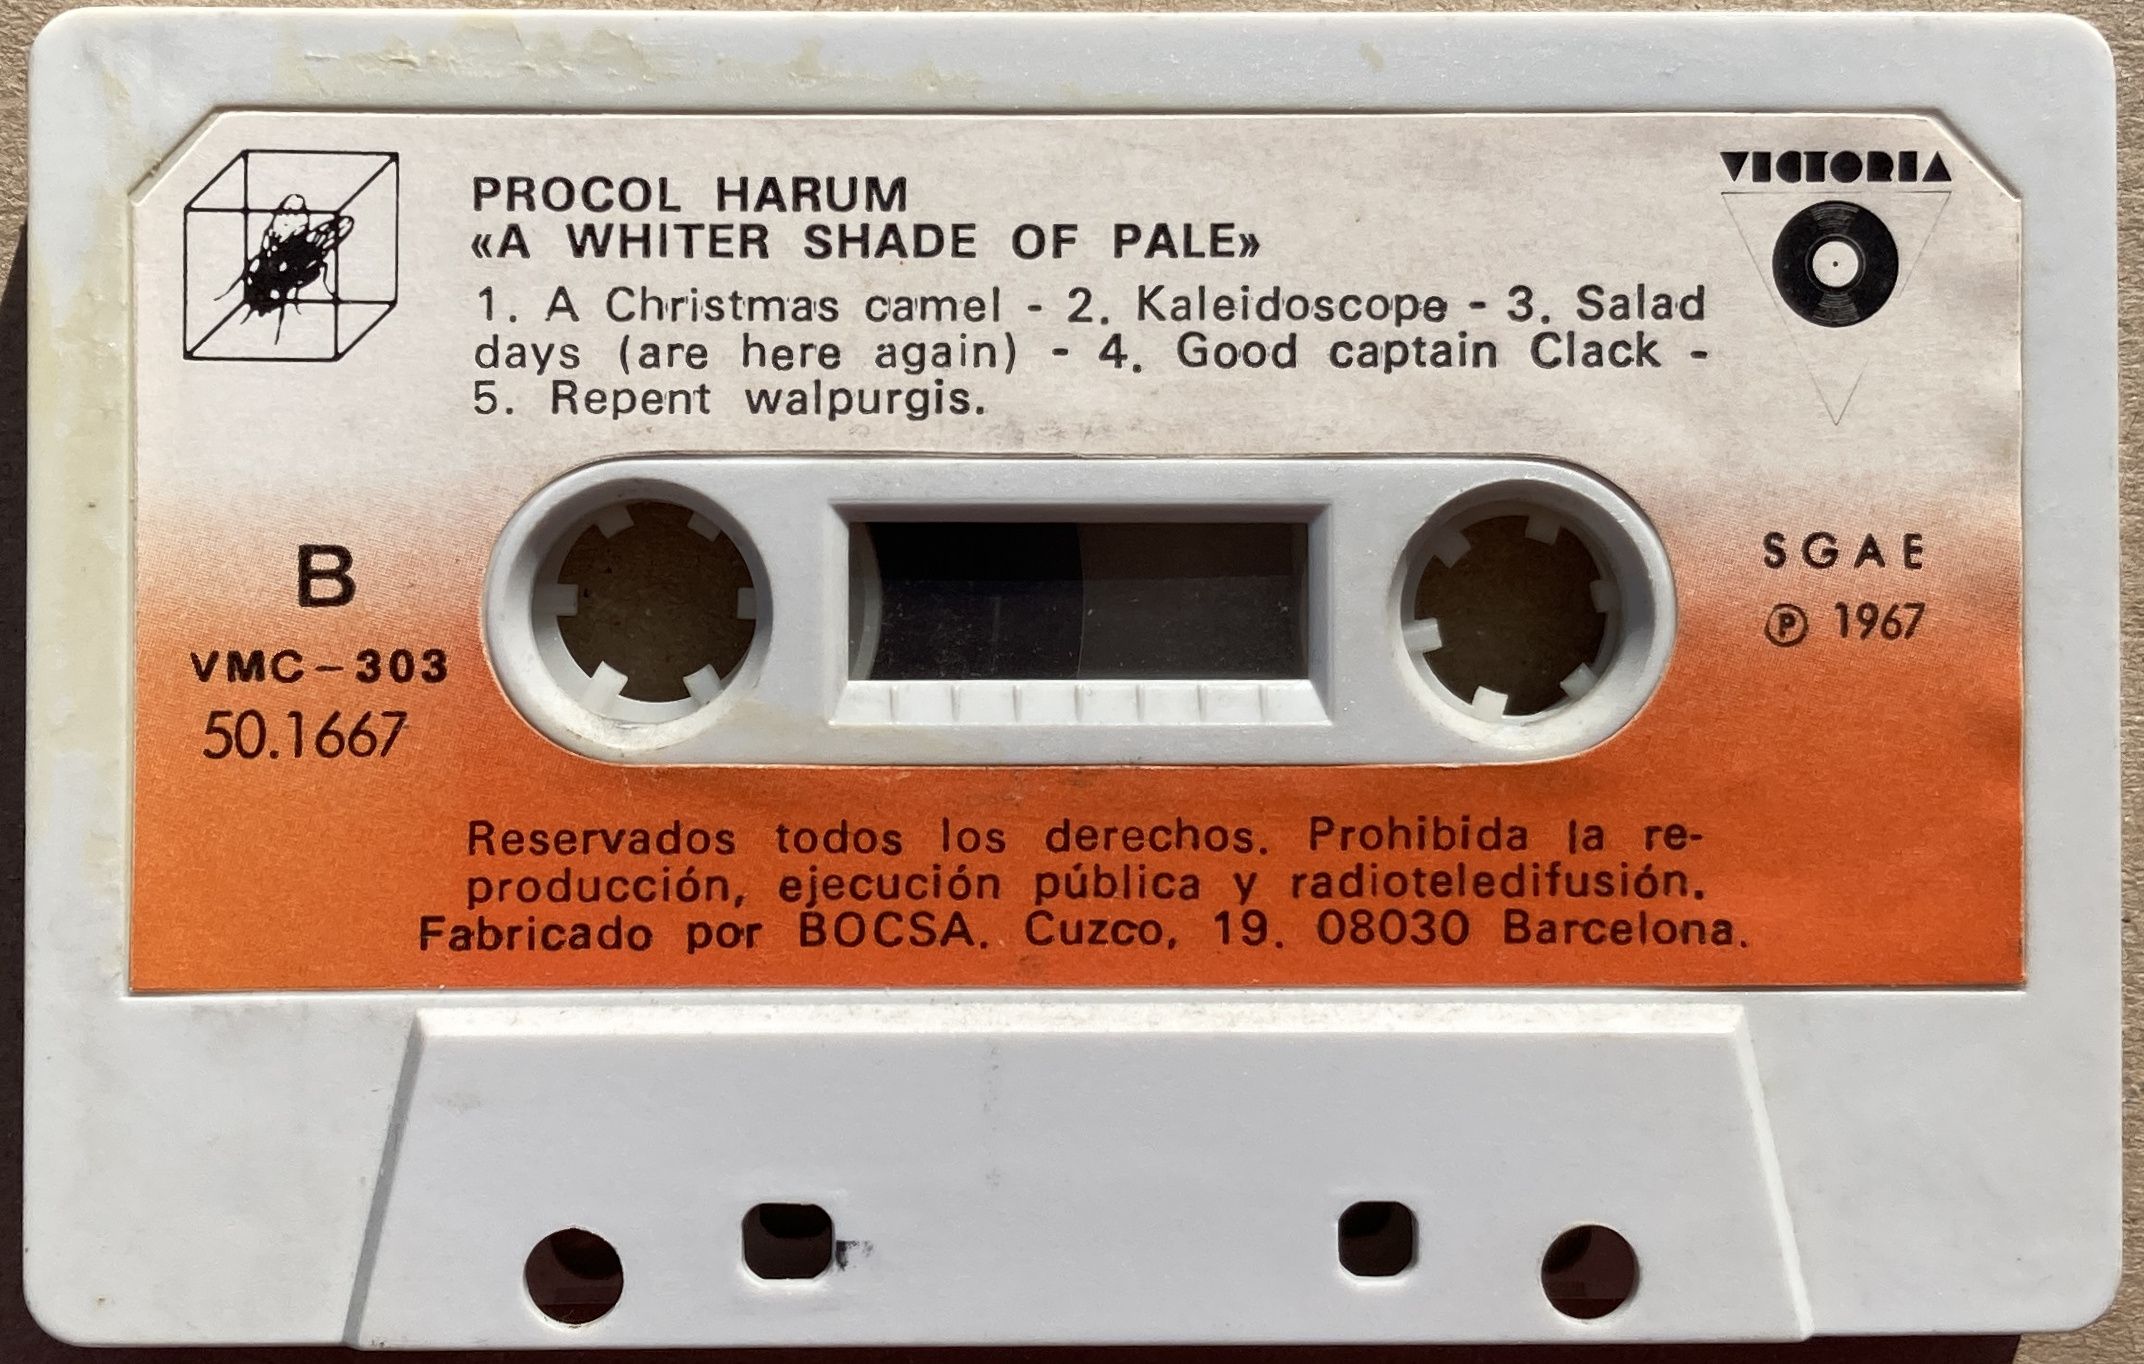 PROCOL HARUM
«A WHITER SHADE OF PALE»
1. A Christmas camel - 2. Kaleidoscope - 3. Salad
days (are here again) - 4. Good captain Clack -
5. Repent walpurgis.
VICTORIA
B
VMC-303
50.1667
SGAE
Ⓟ 1967
Reservados todos los derechos. Prohibida la re-
producción, ejecución pública y radioteledifusión.
Fabricado por BOCSA. Cuzco, 19. 08030 Barcelona.